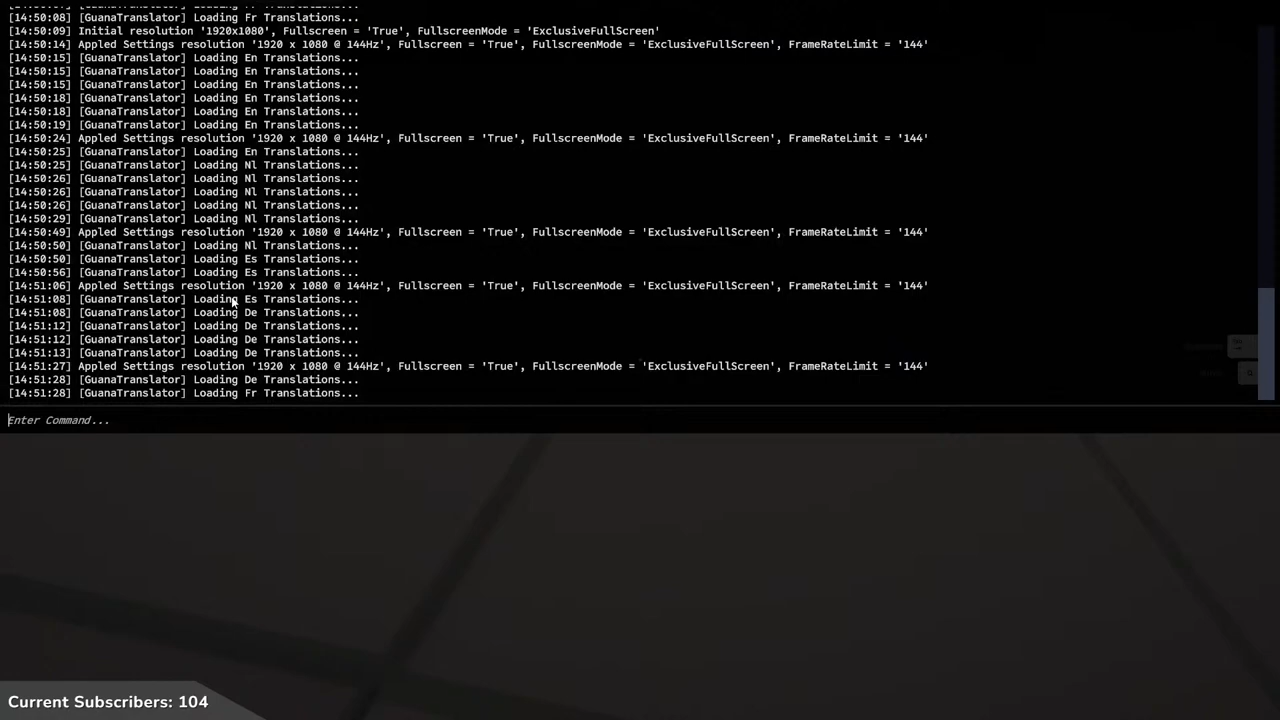 [14:50:08] [GuanaTranslator] Loading Fr Translations...
[14:50:09] Initial resolution '1920x1080', Fullscreen = 'True', FullscreenMode = 'ExclusiveFullScreen'
[14:50:14] Appled Settings resolution '1920 x 1080 @ 144Hz', Fullscreen = 'True', FullscreenMode = 'ExclusiveFullScreen', FrameRateLimit = '144'
[14:50:15] [GuanaTranslator] Loading En Translations...
[14:50:15] [GuanaTranslator] Loading En Translations...
[14:50:15] [GuanaTranslator] Loading En Translations...
[14:50:18] [GuanaTranslator] Loading En Translations...
[14:50:18] [GuanaTranslator] Loading En Translations...
[14:50:19] [GuanaTranslator] Loading En Translations...
[14:50:24] Appled Settings resolution '1920 x 1080 @ 144Hz', Fullscreen = 'True', FullscreenMode = 'ExclusiveFullScreen', FrameRateLimit = '144'
[14:50:25] [GuanaTranslator] Loading En Translations...
[14:50:25] [GuanaTranslator] Loading Nl Translations...
[14:50:26] [GuanaTranslator] Loading Nl Translations...
[14:50:26] [GuanaTranslator] Loading Nl Translations...
[14:50:26] [GuanaTranslator] Loading Nl Translations...
[14:50:29] [GuanaTranslator] Loading Nl Translations...
[14:50:49] Appled Settings resolution '1920 x 1080 @ 144Hz', Fullscreen = 'True', FullscreenMode = 'ExclusiveFullScreen', FrameRateLimit = '144'
[14:50:50] [GuanaTranslator] Loading Nl Translations...
[14:50:50] [GuanaTranslator] Loading Es Translations...
[14:50:56] [GuanaTranslator] Loading Es Translations...
[14:51:06] Appled Settings resolution '1920 x 1080 @ 144Hz', Fullscreen = 'True', FullscreenMode = 'ExclusiveFullScreen', FrameRateLimit = '144'
[14:51:08] [GuanaTranslator] Loading Es Translations...
[14:51:08] [GuanaTranslator] Loading De Translations...
[14:51:12] [GuanaTranslator] Loading De Translations...
[14:51:12] [GuanaTranslator] Loading De Translations...
[14:51:13] [GuanaTranslator] Loading De Translations...
[14:51:27] Appled Settings resolution '1920 x 1080 @ 144Hz', Fullscreen = 'True', FullscreenMode = 'ExclusiveFullScreen', FrameRateLimit = '144'
[14:51:28] [GuanaTranslator] Loading De Translations...
[14:51:28] [GuanaTranslator] Loading Fr Translations...
Enter Command...
Current Subscribers: 104